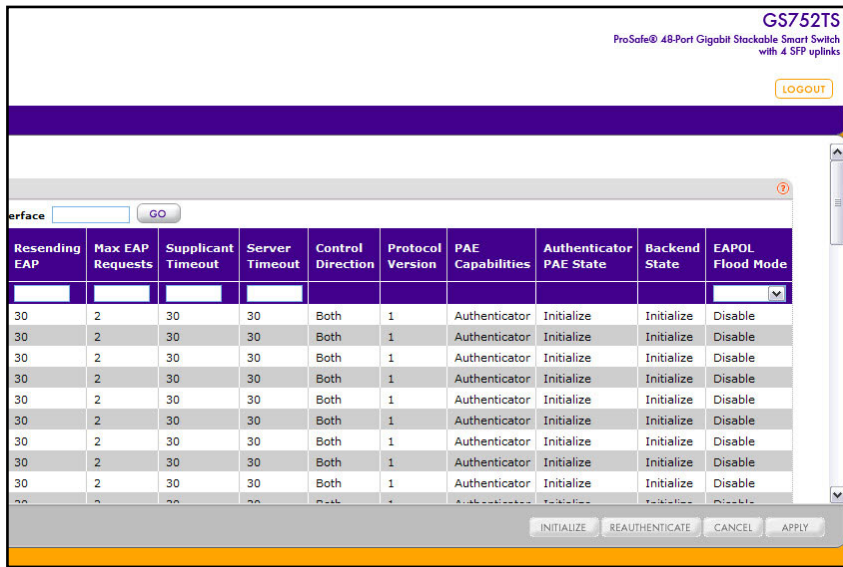 GS752TS
ProSafe® 48-Port Gigabit Stackable Smart Switch
with 4 SFP uplinks
LOGOUT
erface GO
Resending EAP Max EAP Requests Supplicant Timeout Server Timeout Control Direction Protocol Version PAE Capabilities Authenticator PAE State Backend State EAPOL Flood Mode
30 2 30 30 Both 1 Authenticator Initialize Initialize Disable
30 2 30 30 Both 1 Authenticator Initialize Initialize Disable
30 2 30 30 Both 1 Authenticator Initialize Initialize Disable
30 2 30 30 Both 1 Authenticator Initialize Initialize Disable
30 2 30 30 Both 1 Authenticator Initialize Initialize Disable
30 2 30 30 Both 1 Authenticator Initialize Initialize Disable
30 2 30 30 Both 1 Authenticator Initialize Initialize Disable
30 2 30 30 Both 1 Authenticator Initialize Initialize Disable
30 2 30 30 Both 1 Authenticator Initialize Initialize Disable
INITIALIZE REAUTHENTICATE CANCEL APPLY